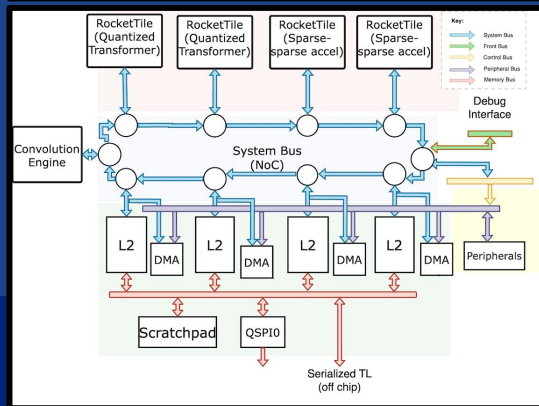 RocketTile
(Quantized
Transformer)
RocketTile
(Quantized
Transformer)
RocketTile
(Sparse-
sparse accel)
RocketTile
(Sparse-
sparse accel)
Key:
System Bus
Front Bus
Control Bus
Peripheral Bus
Memory Bus
Debug
Interface
Convolution
Engine
System Bus
(NoC)
L2
DMA
L2
DMA
L2
DMA
L2
DMA
Peripherals
Scratchpad
QSPI0
Serialized TL
(off chip)